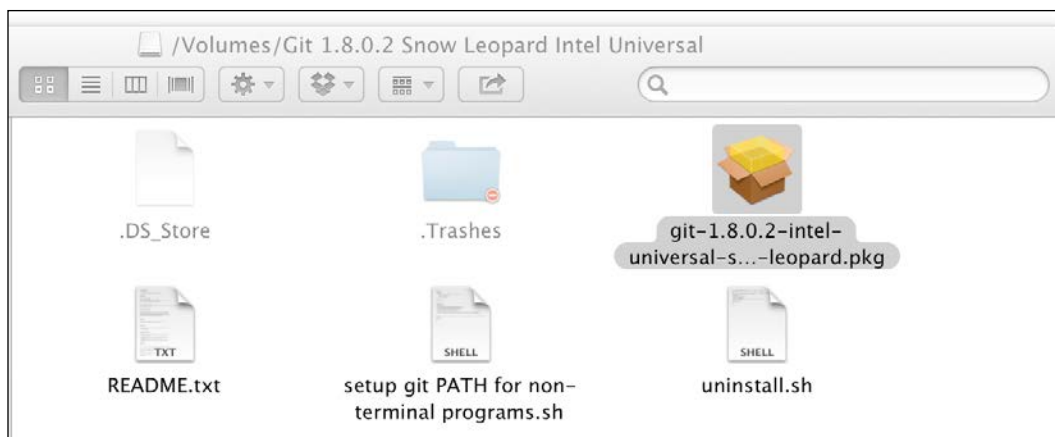 /Volumes/Git 1.8.0.2 Snow Leopard Intel Universal
.DS_Store
.Trashes
git-1.8.0.2-intel-
universal-s...-leopard.pkg
TXT
README.txt
SHELL
setup git PATH for non-
terminal programs.sh
SHELL
uninstall.sh